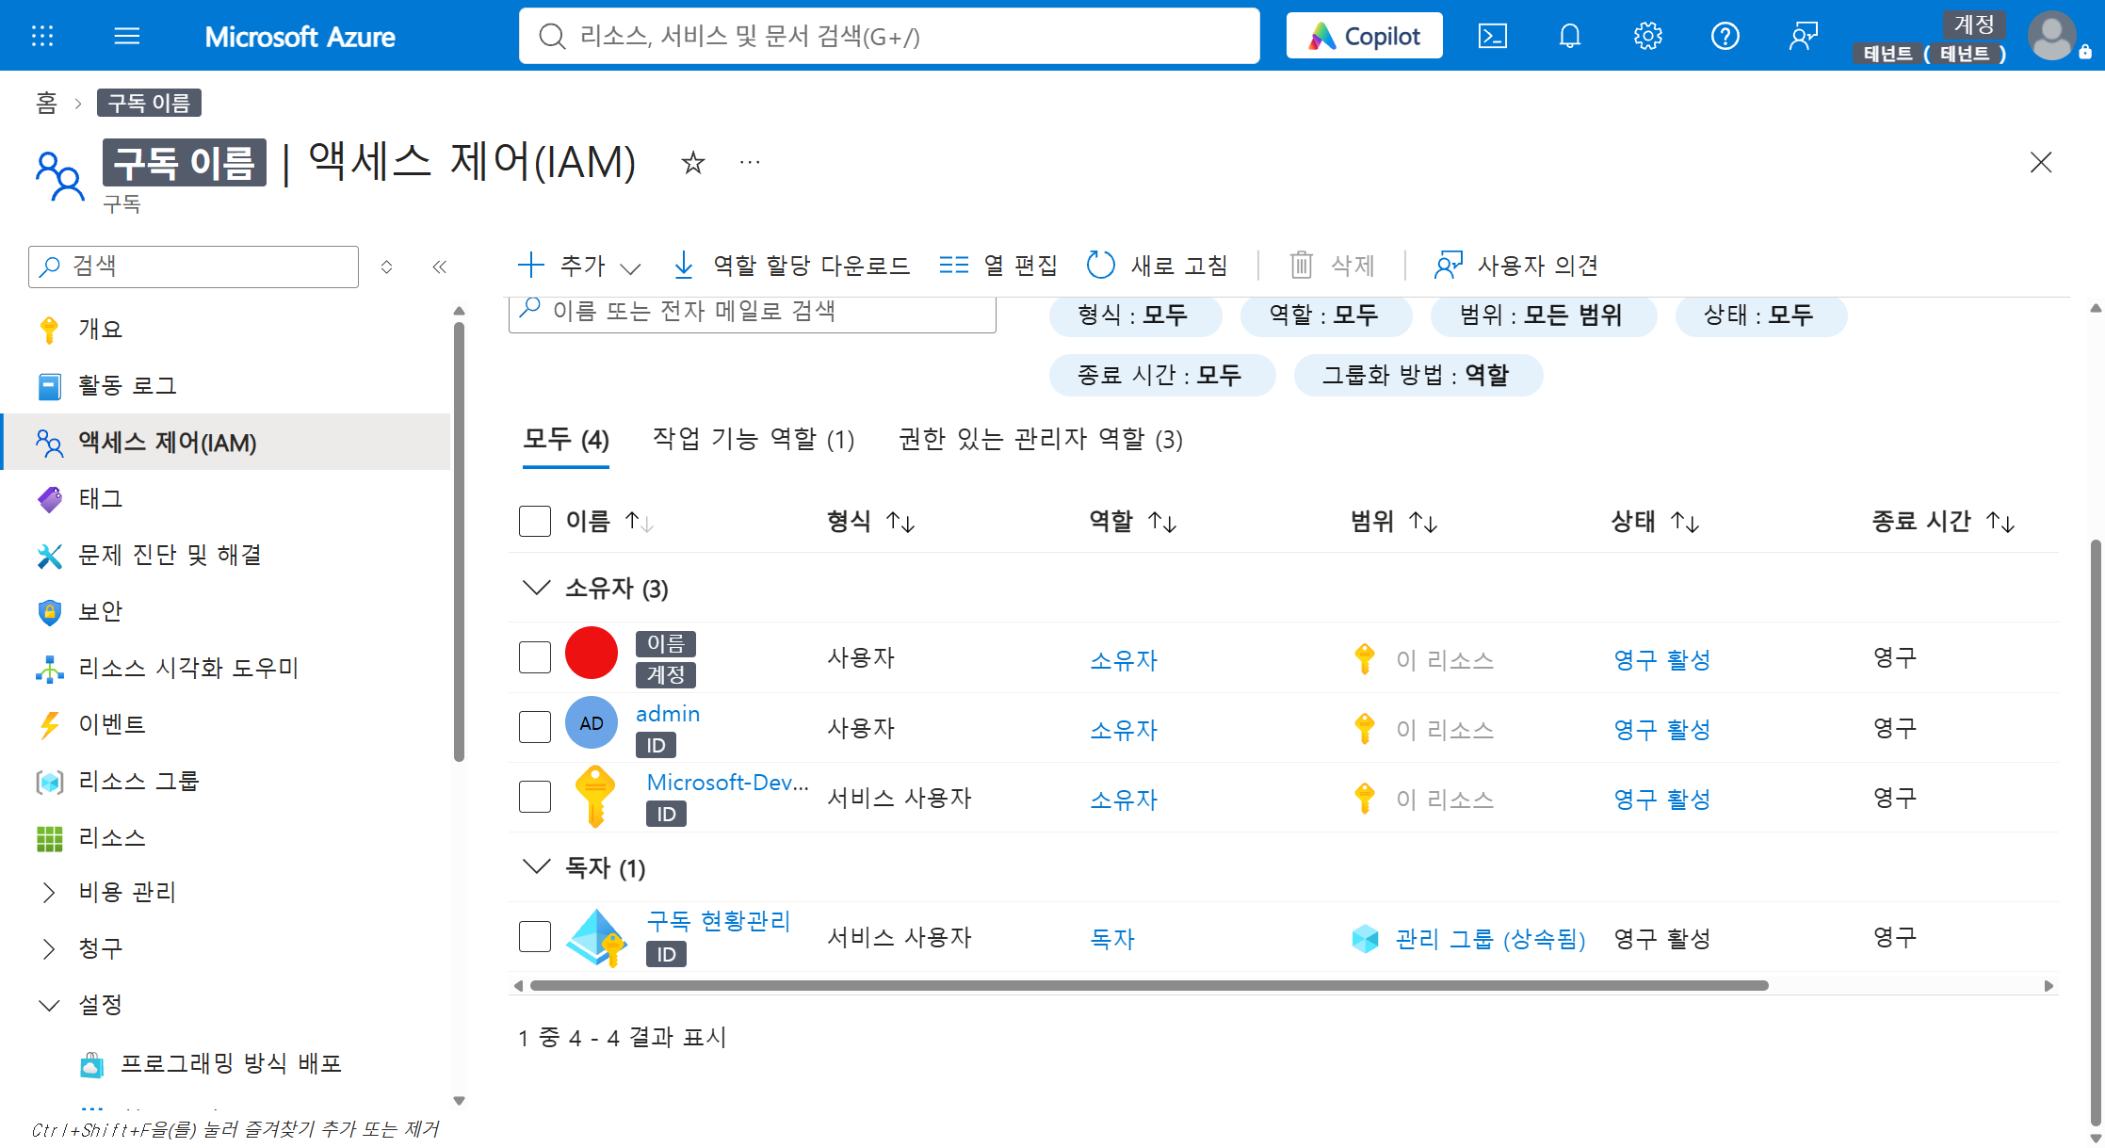 Microsoft Azure
리소스, 서비스 및 문서 검색(G+/)
Copilot
계정
테넌트 ( 테넌트 )
홈 > 구독 이름
구독 이름 | 액세스 제어(IAM)
구독
검색
추가
역할 할당 다운로드
열 편집
새로 고침
삭제
사용자 의견
개요
활동 로그
액세스 제어(IAM)
태그
문제 진단 및 해결
보안
리소스 시각화 도우미
이벤트
리소스 그룹
리소스
비용 관리
청구
설정
프로그래밍 방식 배포
Ctrl+Shift+F을(를) 눌러 즐겨찾기 추가 또는 제거
이름 또는 전자 메일로 검색
형식 : 모두
역할 : 모두
범위 : 모든 범위
상태 : 모두
종료 시간 : 모두
그룹화 방법 : 역할
모두 (4)
작업 기능 역할 (1)
권한 있는 관리자 역할 (3)
이름 형식 역할 범위 상태 종료 시간
소유자 (3)
이름
계정
사용자 소유자 이 리소스 영구 활성 영구
AD
admin
ID
사용자 소유자 이 리소스 영구 활성 영구
Microsoft-Dev...
ID
서비스 사용자 소유자 이 리소스 영구 활성 영구
독자 (1)
구독 현황관리
ID
서비스 사용자 독자 관리 그룹 (상속됨) 영구 활성 영구
1 중 4 - 4 결과 표시